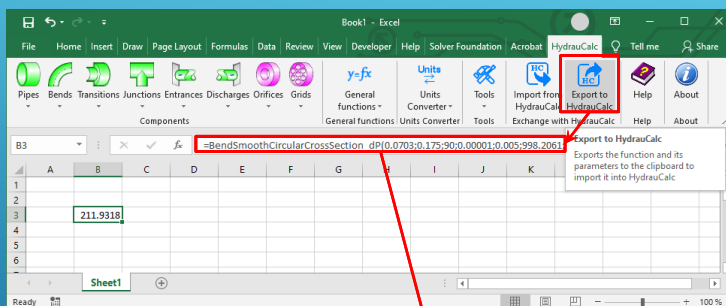 Book1 - Excel
File Home Insert Draw Page Layout Formulas Data Review View Developer Help Solver Foundation Acrobat HydrauCalc Tell me Share
HC HC
Pipes Bends Transitions Junctions Entrances Discharges Orifices Grids y=fx General functions Units Converter Tools Import from HydrauCalc Export to HydrauCalc Help About
Components General functions Units Converter Tools Exchange with HydrauCalc Help About
B3 fx =BendSmoothCircularCrossSection_dP(0.0703;0.175;90;0.00001;0.005;998.2061
Export to HydrauCalc
Exports the function and its
parameters to the clipboard to
import it into HydrauCalc
A B C D E F G H I J K
1
2
3 211.9318
4
5
6
Sheet1
Ready 100 %